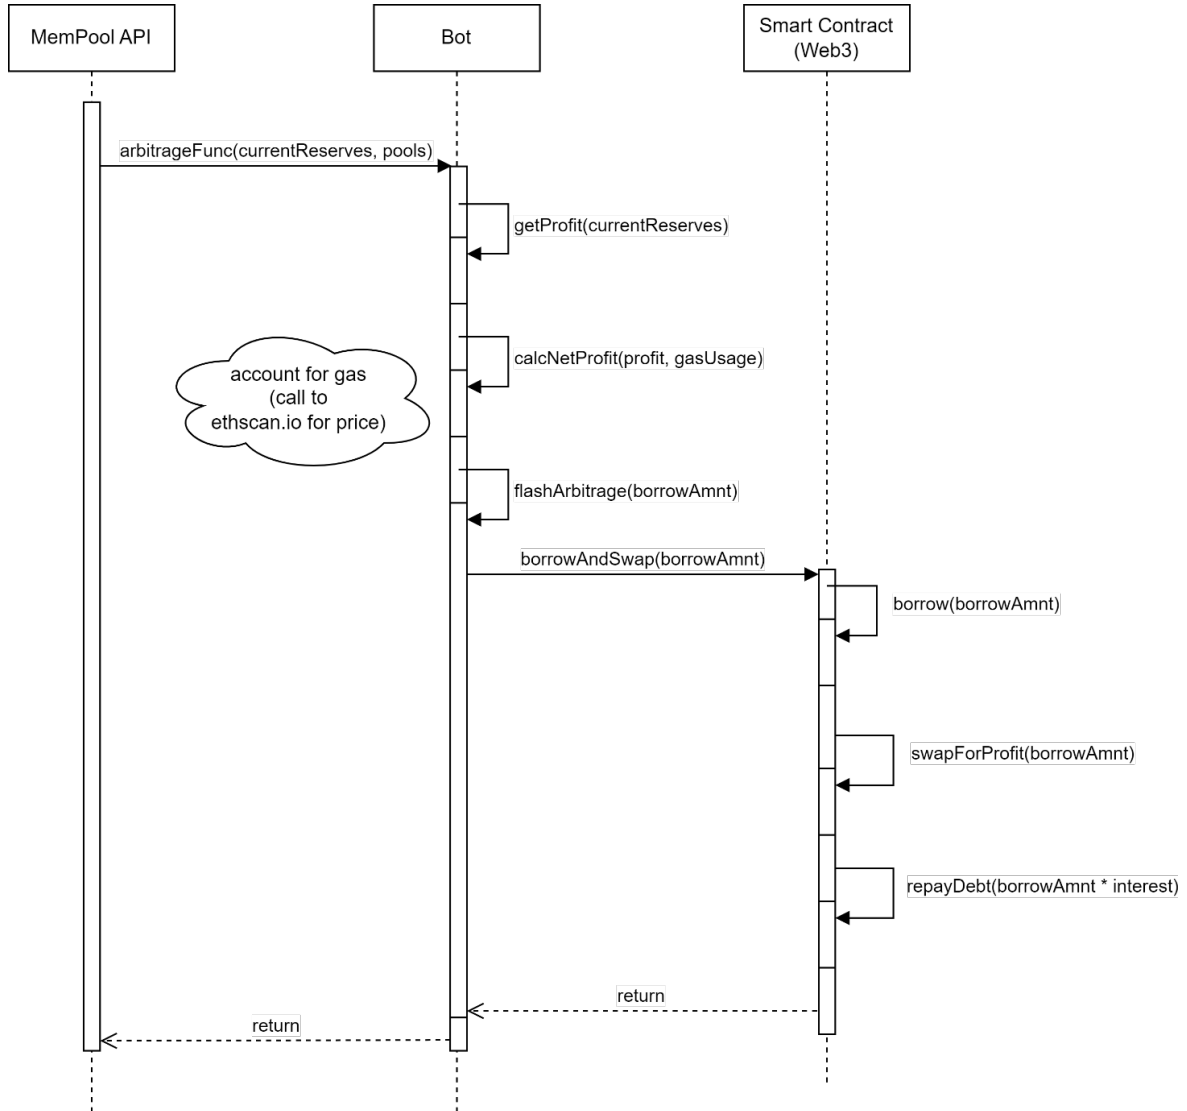 MemPool API
Bot
Smart Contract
(Web3)
arbitrageFunc(currentReserves, pools)
getProfit(currentReserves)
calcNetProfit(profit, gasUsage)
account for gas
(call to
ethscan.io for price)
flashArbitrage(borrowAmnt)
borrowAndSwap(borrowAmnt)
borrow(borrowAmnt)
swapForProfit(borrowAmnt)
repayDebt(borrowAmnt * interest)
return
return